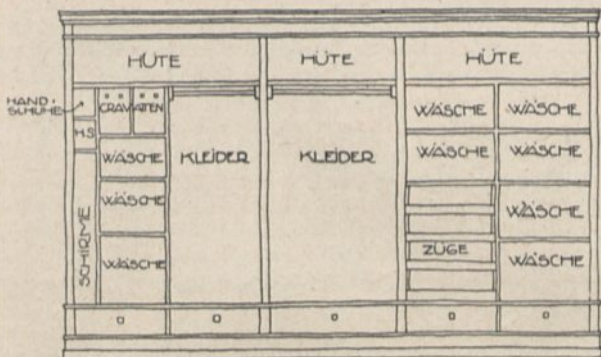 HÜTE HÜTE HÜTE
HAND-
SCHUHE
CRAVATTEN WÄSCHE WÄSCHE
H.S.
WÄSCHE KLEIDER KLEIDER WÄSCHE WÄSCHE
WÄSCHE WÄSCHE
SCHIRME
ZÜGE
WÄSCHE WÄSCHE